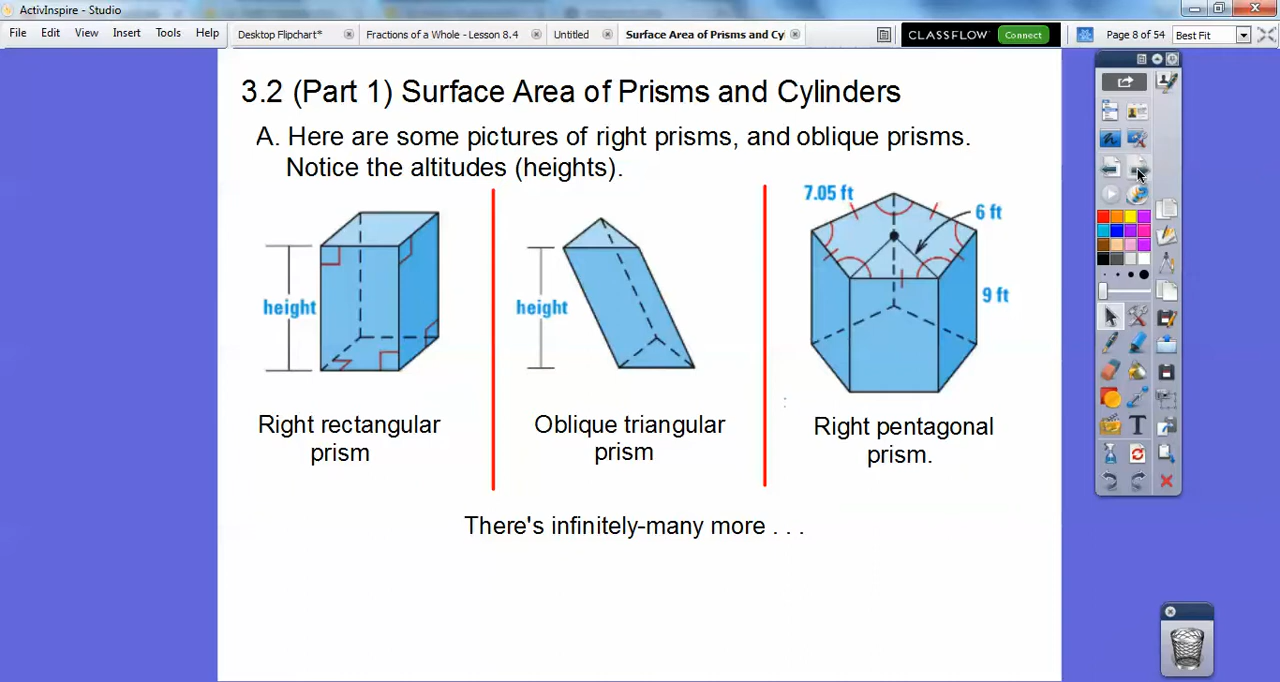 ActivInspire - Studio
File Edit View Insert Tools Help
Desktop Flipchart*
Fractions of a Whole - Lesson 8.4
Untitled
Surface Area of Prisms and Cyl
CLASSFLOW Connect
Page 8 of 54
Best Fit
3.2 (Part 1) Surface Area of Prisms and Cylinders
A. Here are some pictures of right prisms, and oblique prisms.
Notice the altitudes (heights).
height
height
7.05 ft
6 ft
9 ft
Right rectangular
prism
Oblique triangular
prism
Right pentagonal
prism.
There's infinitely-many more . . .